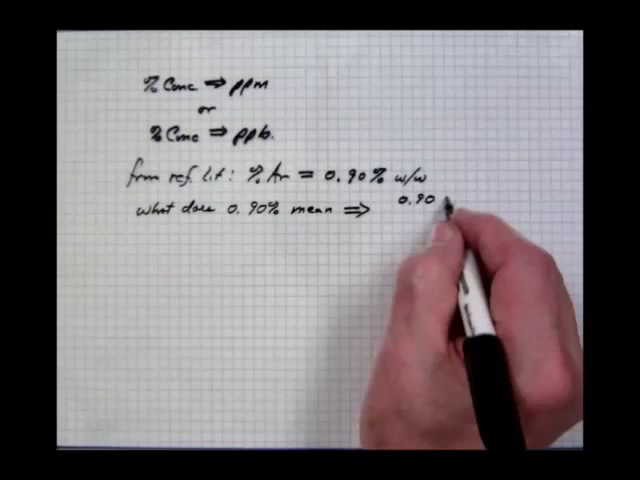 % Conc ⇒ ppm
or
% Conc ⇒ ppb.
from ref. lit: % Ar = 0.90% w/w
what does 0.90% mean ⇒ 0.90